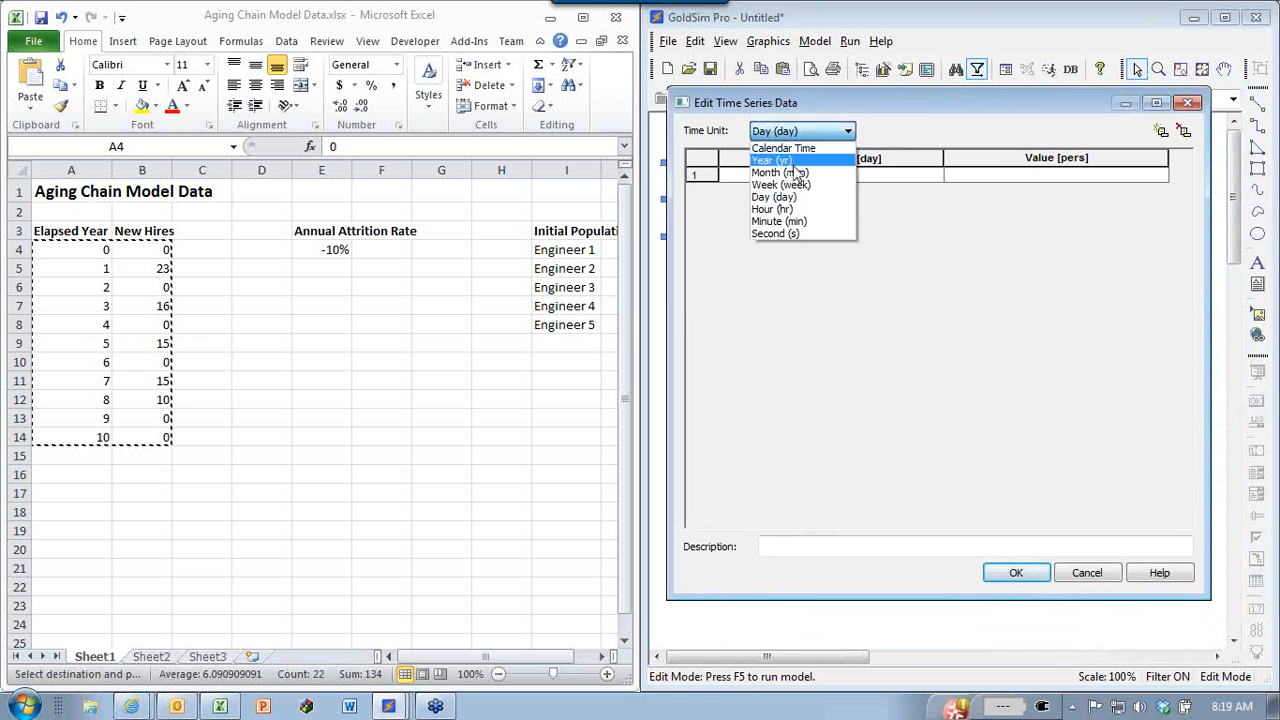 Aging Chain Model Data.xlsx - Microsoft Excel
File Home Insert Page Layout Formulas Data Review View Developer Add-Ins Team
Paste
Calibri 11
B I U
General
$ % ,
Styles
Insert
Delete
Format
Clipboard Font Alignment Number Cells Editing
A4 fx 0
A B C D E F G H I
1 Aging Chain Model Data
2
3 Elapsed Year New Hires Annual Attrition Rate Initial Populati
4 0 0 -10% Engineer 1
5 1 23 Engineer 2
6 2 0 Engineer 3
7 3 16 Engineer 4
8 4 0 Engineer 5
9 5 15
10 6 0
11 7 15
12 8 10
13 9 0
14 10 0
15
16
17
18
19
20
21
22
23
24
25
Sheet1 Sheet2 Sheet3
Select destination and p... Average: 6.090909091 Count: 22 Sum: 134 100%
GoldSim Pro - Untitled*
File Edit View Graphics Model Run Help
DB
Edit Time Series Data
Time Unit: Day (day)
Calendar Time
Year (yr)
Month
Week (week)
Day (day)
Hour (hr)
Minute (min)
Second (s)
[day] Value [pers]
1
Description:
OK Cancel Help
Edit Mode: Press F5 to run model. Scale: 100% Filter ON Edit Mode
8:19 AM